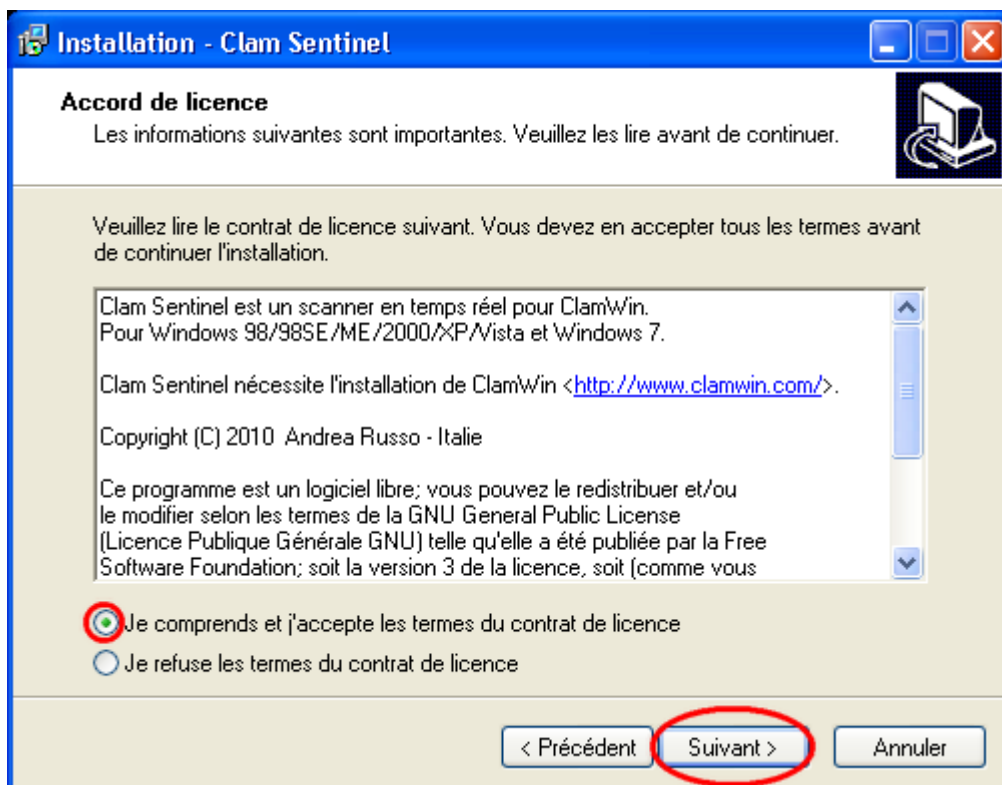 Installation - Clam Sentinel
Accord de licence
Les informations suivantes sont importantes. Veuillez les lire avant de continuer.
Veuillez lire le contrat de licence suivant. Vous devez en accepter tous les termes avant
de continuer l'installation.
Clam Sentinel est un scanner en temps réel pour ClamWin.
Pour Windows 98/98SE/ME/2000/XP/Vista et Windows 7.
Clam Sentinel nécessite l'installation de ClamWin <http://www.clamwin.com/>.
Copyright (C) 2010  Andrea Russo - Italie
Ce programme est un logiciel libre; vous pouvez le redistribuer et/ou
le modifier selon les termes de la GNU General Public License
(Licence Publique Générale GNU) telle qu'elle a été publiée par la Free
Software Foundation; soit la version 3 de la licence, soit (comme vous
Je comprends et j'accepte les termes du contrat de licence
Je refuse les termes du contrat de licence
< Précédent Suivant > Annuler